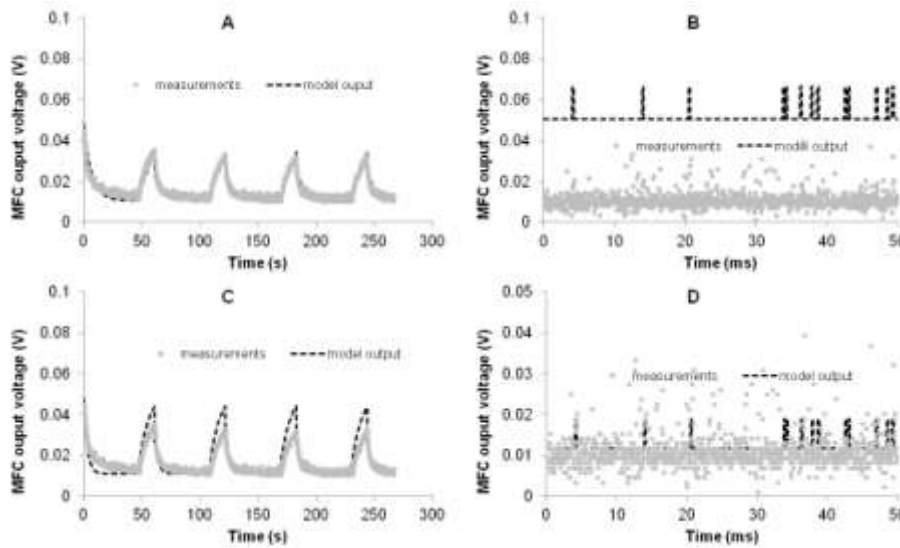 A
MFC ouput voltage (V)
0.1
0.08
0.06
0.04
0.02
0
measurements model ouput
0 50 100 150 200 250 300
Time (s)
B
MFC ouput voltage (V)
0.1
0.08
0.06
0.04
0.02
0
measurements modlli output
0 10 20 30 40 50
Time (ms)
C
MFC ouput voltage (V)
0.1
0.08
0.06
0.04
0.02
0
measurements model output
0 50 100 150 200 250 300
Time (s)
D
MFC ouput voltage (V)
0.05
0.04
0.03
0.02
0.01
0
measurements model output
0 10 20 30 40 50
Time (ms)